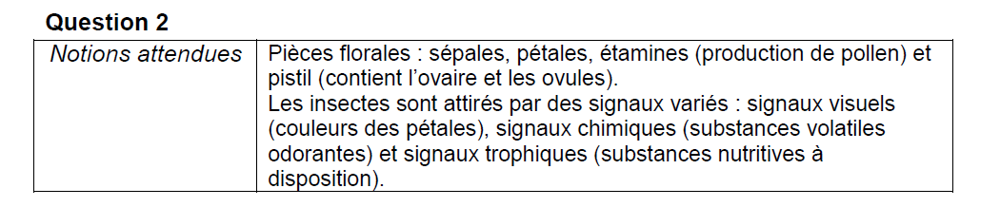 Question 2
Notions attendues
Pièces florales : sépales, pétales, étamines (production de pollen) et
pistil (contient l'ovaire et les ovules).
Les insectes sont attirés par des signaux variés : signaux visuels
(couleurs des pétales), signaux chimiques (substances volatiles
odorantes) et signaux trophiques (substances nutritives à
disposition).